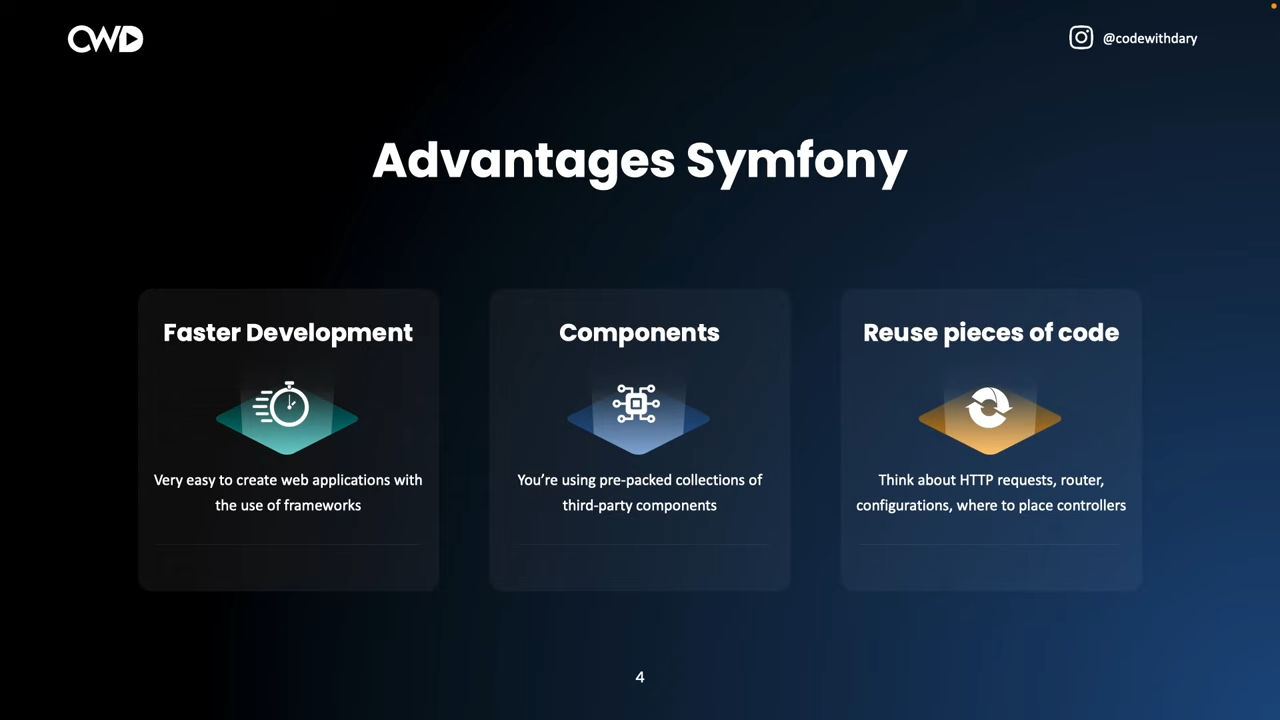 CWD
@codewithdary
Advantages Symfony
Faster Development
Very easy to create web applications with
the use of frameworks
Components
You're using pre-packed collections of
third-party components
Reuse pieces of code
Think about HTTP requests, router,
configurations, where to place controllers
4